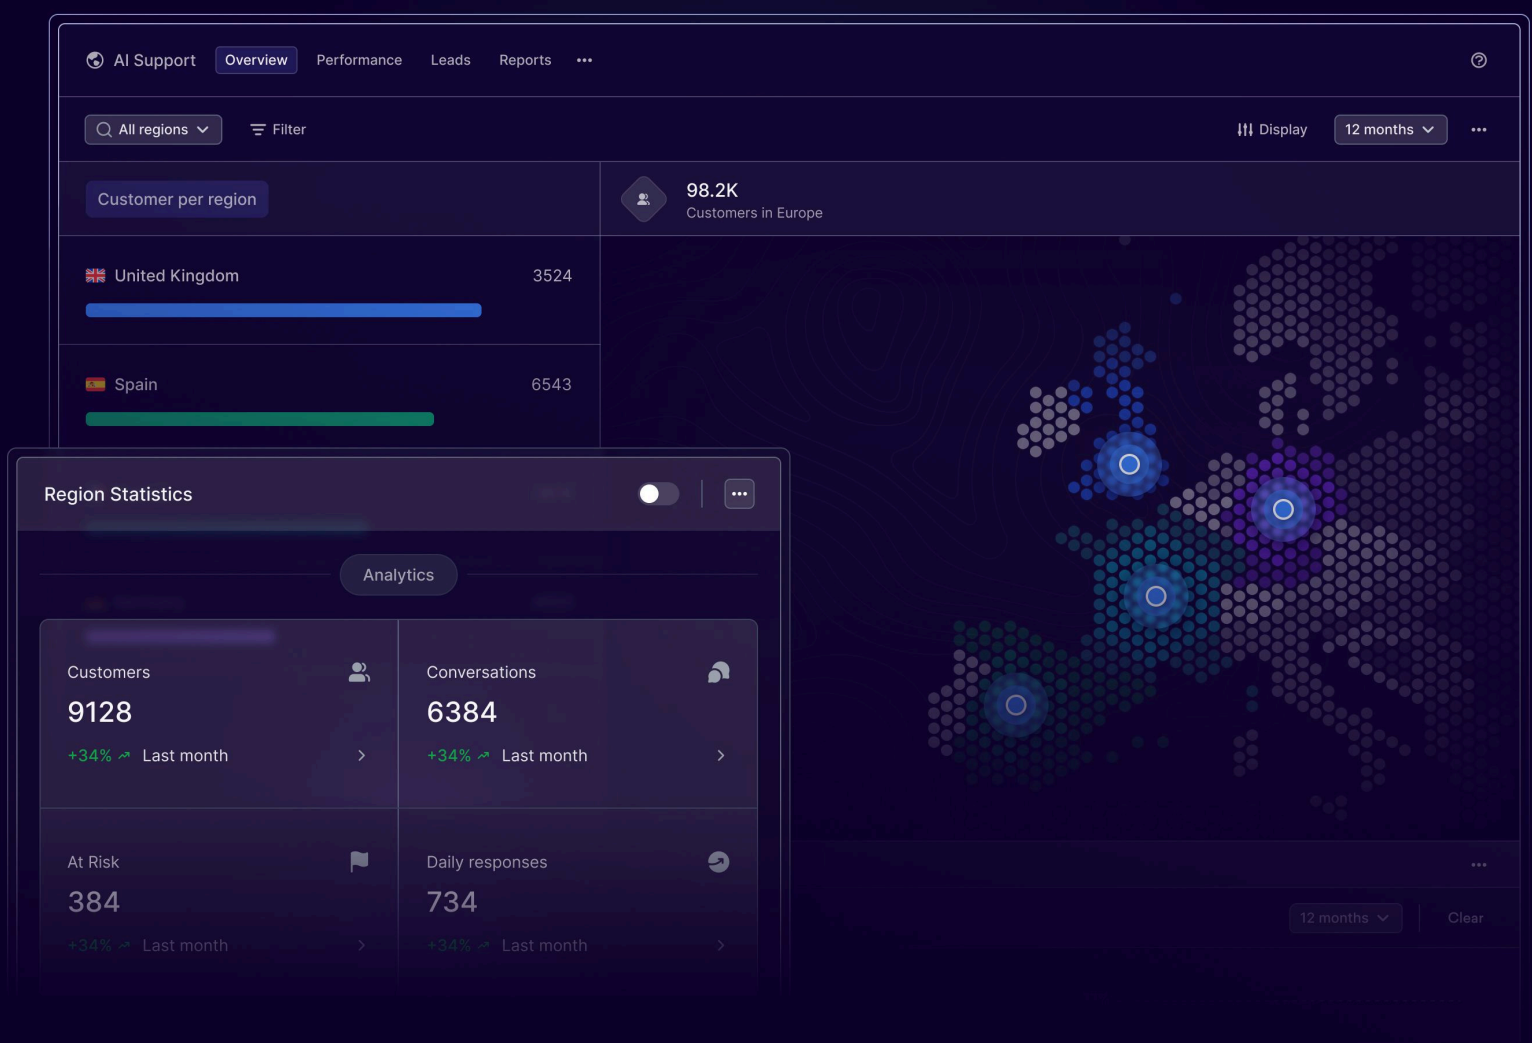 AI Support Overview Performance Leads Reports
All regions Filter Display 12 months
Customer per region
98.2K
Customers in Europe
United Kingdom 3524
Spain 6543
Region Statistics
Analytics
Customers
9128
+34% Last month
Conversations
6384
+34% Last month
At Risk
384
+34% Last month
Daily responses
734
+34% Last month
12 months Clear